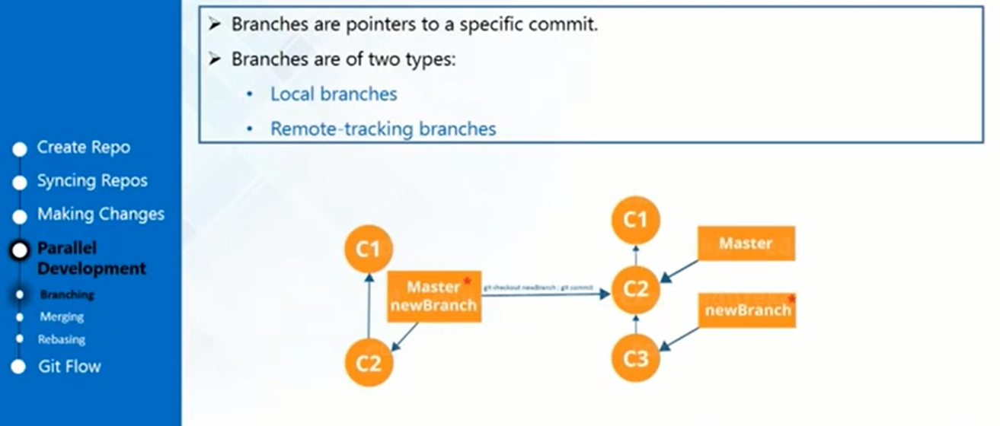 ➢ Branches are pointers to a specific commit.
➢ Branches are of two types:
• Local branches
• Remote-tracking branches
Create Repo
Syncing Repos
Making Changes
Parallel
Development
Branching
Merging
Rebasing
Git Flow
C1
Master*
newBranch
C2
git checkout newBranch ; git commit
C1
Master
C2
newBranch*
C3